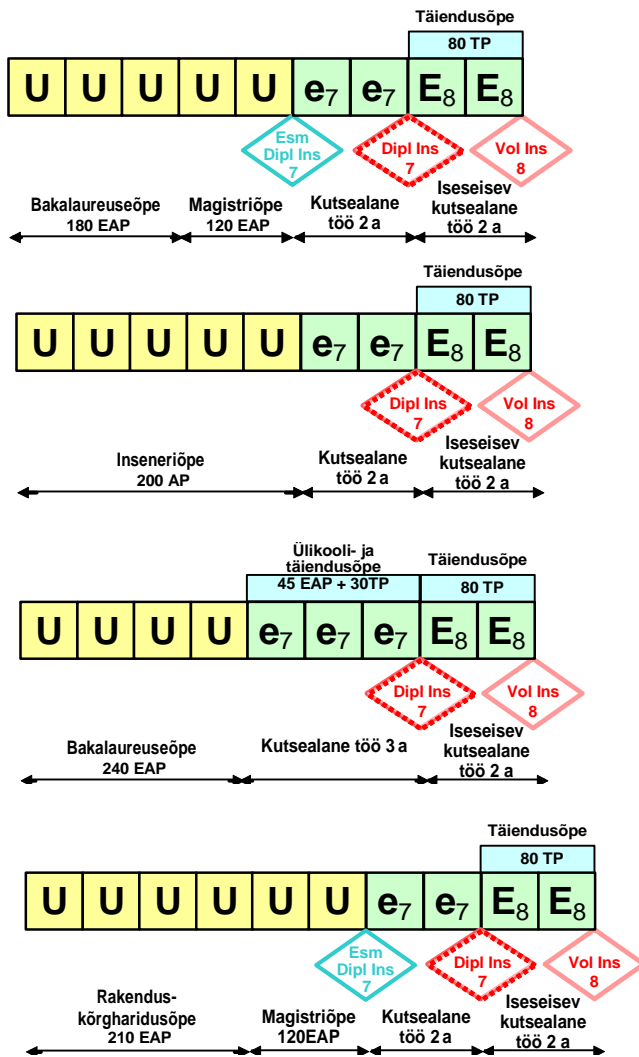 Täiendusõpe
80 TP
U U U U U e7 e7 E8 E8
Esm
Dipl Ins
7
Dipl Ins
7
Vol Ins
8
Bakalaureuseõpe
180 EAP
Magistriõpe
120 EAP
Kutsealane
töö 2 a
Iseseisev
kutsealane
töö 2 a
Täiendusõpe
80 TP
U U U U U e7 e7 E8 E8
Dipl Ins
7
Vol Ins
8
Inseneriõpe
200 AP
Kutsealane
töö 2 a
Iseseisev
kutsealane
töö 2 a
Ülikooli- ja
täiendusõpe
45 EAP + 30TP
Täiendusõpe
80 TP
U U U U e7 e7 e7 E8 E8
Dipl Ins
7
Vol Ins
8
Bakalaureuseõpe
240 EAP
Kutsealane töö 3 a
Iseseisev
kutsealane
töö 2 a
Täiendusõpe
80 TP
U U U U U U e7 e7 E8 E8
Esm
Dipl Ins
7
Dipl Ins
7
Vol Ins
8
Rakendus-
kõrgharidusõpe
210 EAP
Magistriõpe
120EAP
Kutsealane
töö 2 a
Iseseisev
kutsealane
töö 2 a